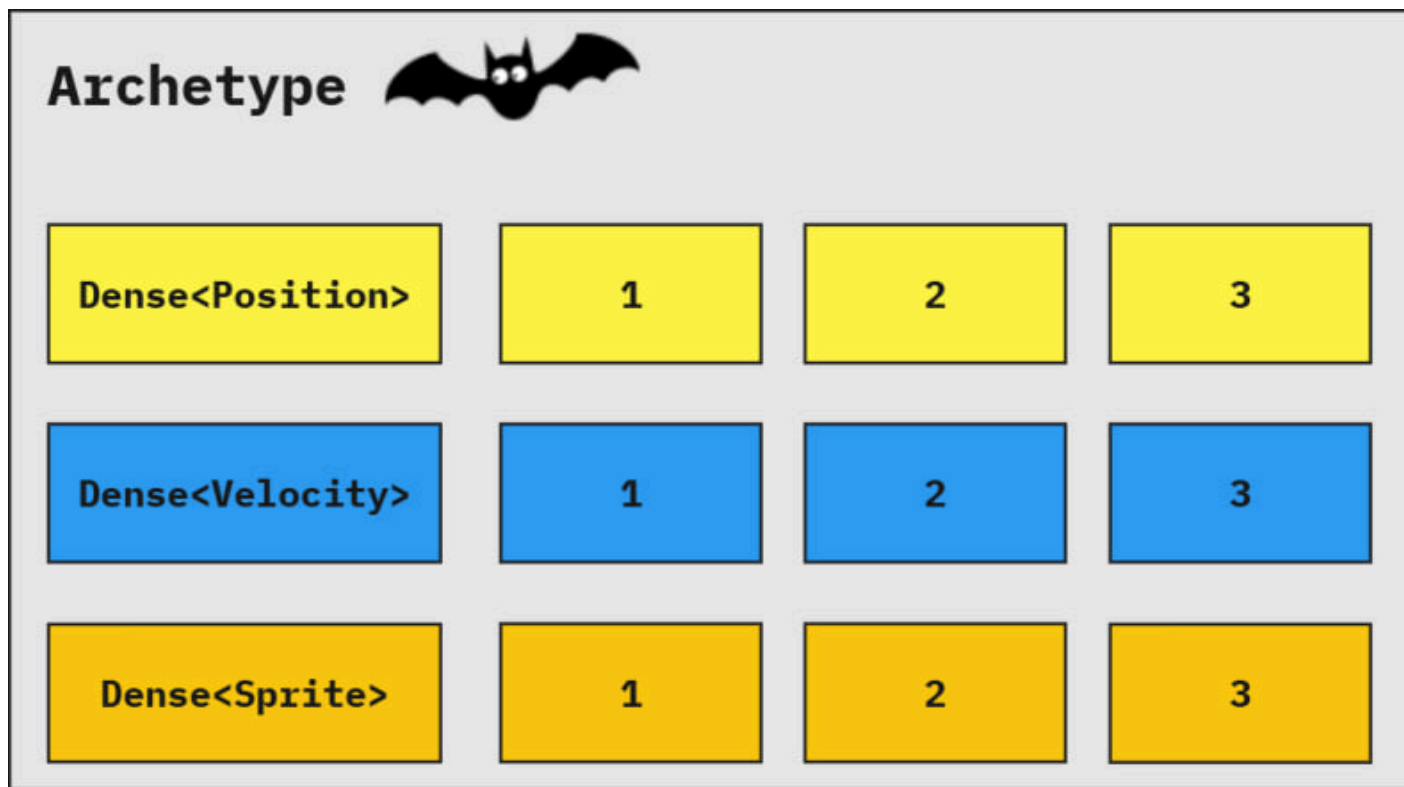 Archetype
Dense<Position> 1 2 3
Dense<Velocity> 1 2 3
Dense<Sprite> 1 2 3